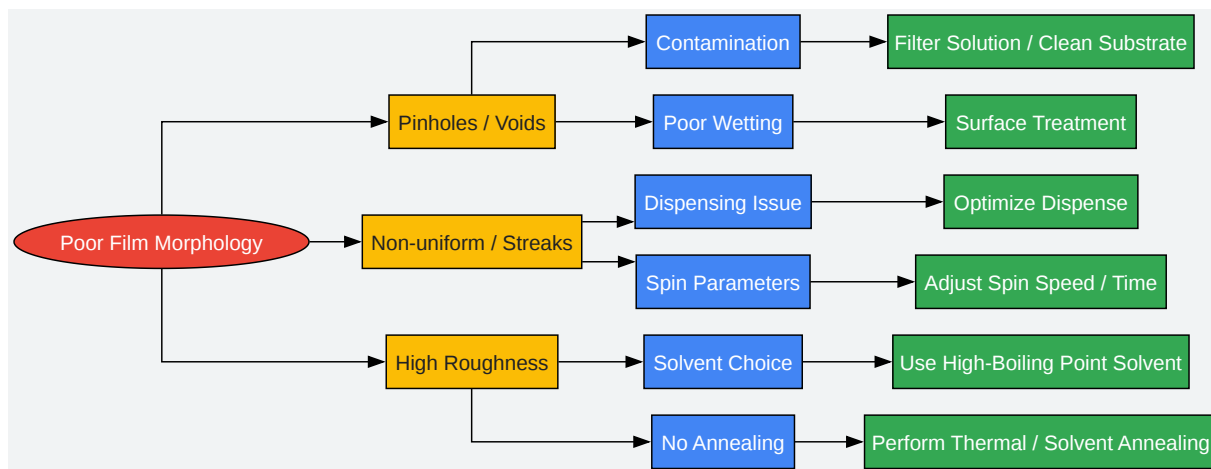 Contamination
Filter Solution / Clean Substrate
Pinholes / Voids
Poor Wetting
Surface Treatment
Dispensing Issue
Optimize Dispense
Poor Film Morphology
Non-uniform / Streaks
Spin Parameters
Adjust Spin Speed / Time
High Roughness
Solvent Choice
Use High-Boiling Point Solvent
No Annealing
Perform Thermal / Solvent Annealing